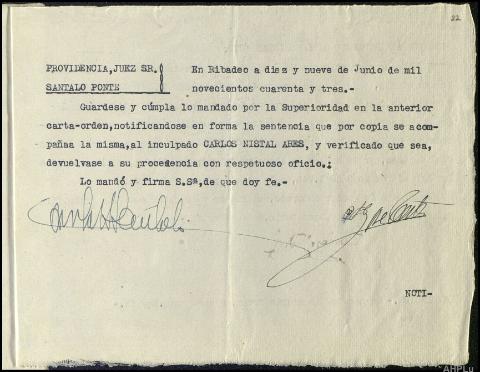 22
PROVIDENCIA, JUEZ SR.
SANTALO PONTE
En Ribadeo a diez y nueve de Junio de mil
novecientos cuarenta y tres.-
Guárdese y cúmpla lo mandado por la Superioridad en la anterior
carta-orden, notificandose en forma la sentencia que por copia se acom-
paña la misma, al inculpado CARLOS NISTAL ARES, y verificado que sea,
devuelvase a su procedencia con respetuoso oficio.;
Lo mandó y firma S.Sª, de que doy fe.-
NOTI-
AHPLu